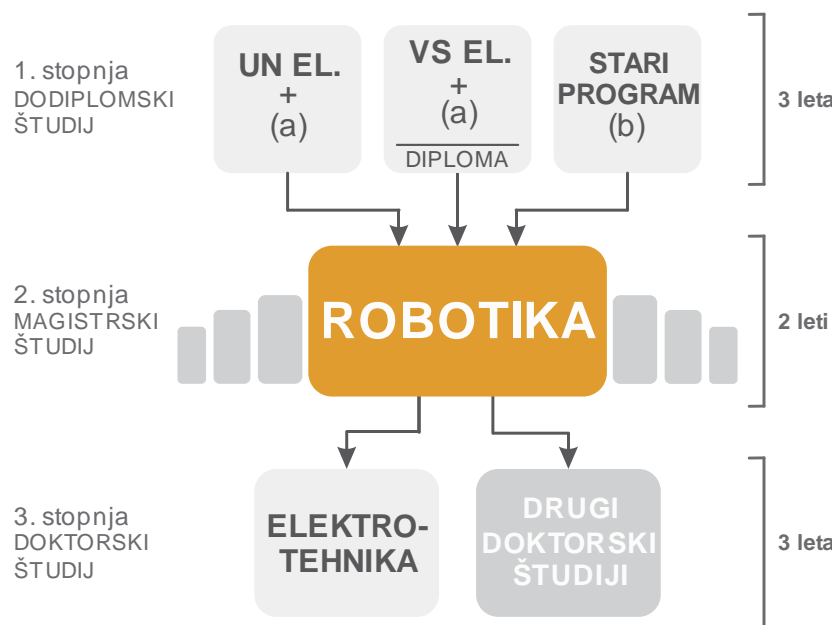 1. stopnja
DODIPLOMSKI
ŠTUDIJ
UN EL.
+
(a)
VS EL.
+
(a)
DIPLOMA
STARI
PROGRAM
(b)
3 leta
2. stopnja
MAGISTRSKI
ŠTUDIJ
ROBOTIKA
2 leti
3. stopnja
DOKTORSKI
ŠTUDIJ
ELEKTRO-
TEHNIKA
DRUGI
DOKTORSKI
ŠTUDIJI
3 leta